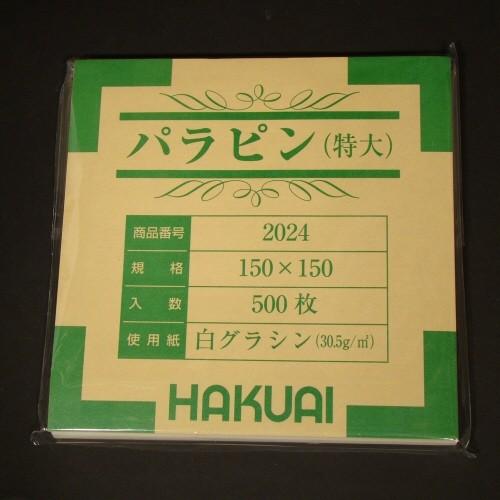 パラピン(特大)
商品番号 2024
規格 150×150
入数 500枚
使用紙 白グラシン(30.5g/㎡)
HAKUAI